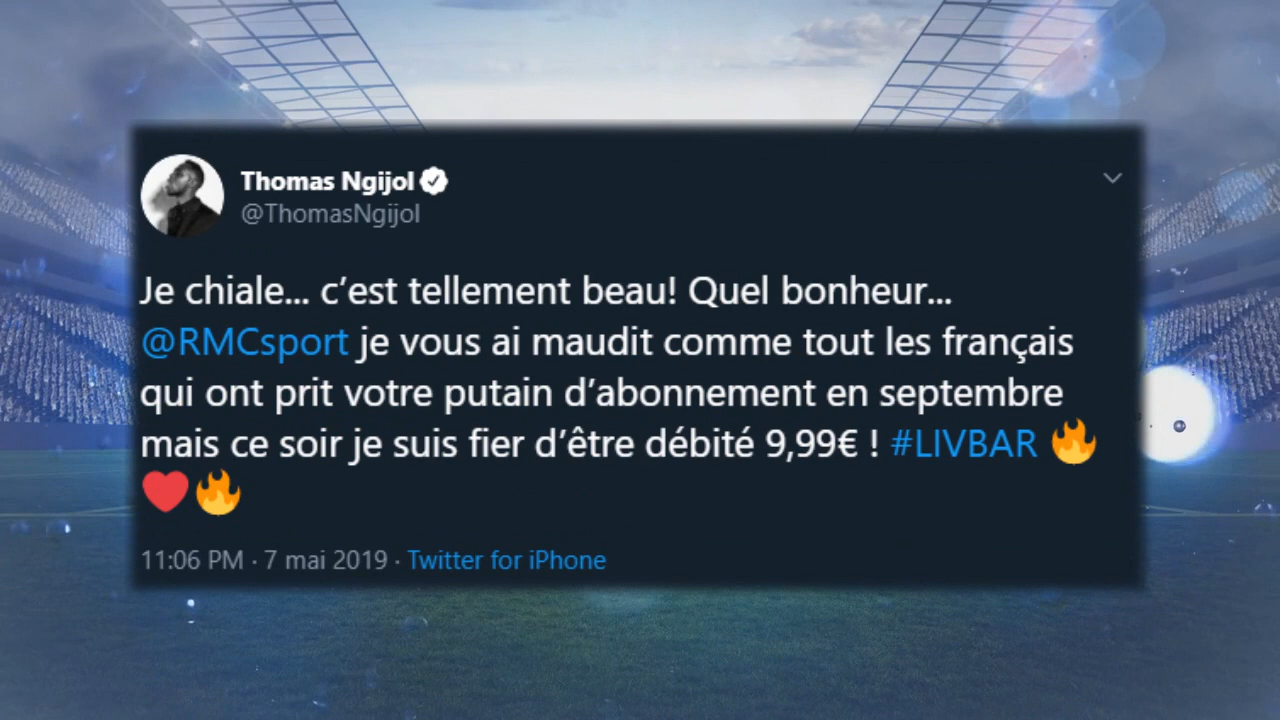 Thomas Ngijol
@ThomasNgijol
Je chiale... c’est tellement beau! Quel bonheur...
@RMCsport je vous ai maudit comme tout les français
qui ont prit votre putain d’abonnement en septembre
mais ce soir je suis fier d’être débité 9,99€ ! #LIVBAR 🔥
❤️🔥
11:06 PM · 7 mai 2019 · Twitter for iPhone